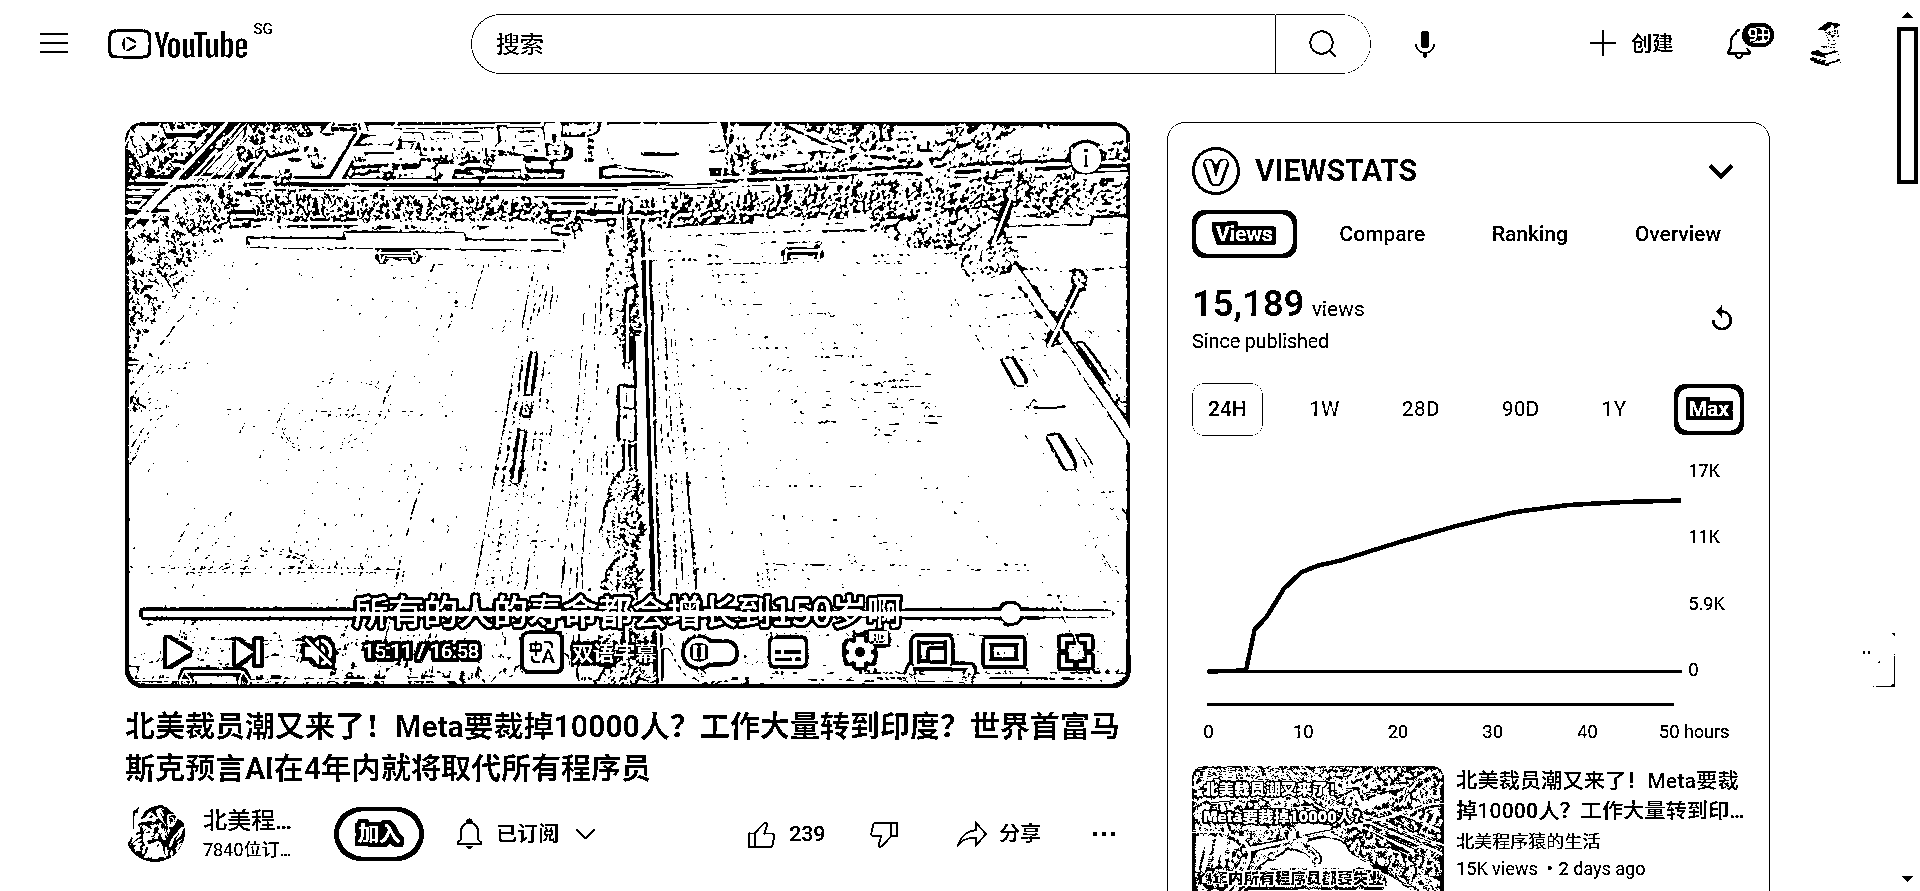 YouTube SG
搜索
创建
9+
所有的人的寿命都会增长到150岁啊
15:11 / 16:58
双语字幕
北美裁员潮又来了！Meta要裁掉10000人？工作大量转到印度？世界首富马
斯克预言AI在4年内就将取代所有程序员
北美程...
7840位订...
加入
已订阅
239
分享
VIEWSTATS
Views Compare Ranking Overview
15,189 views
Since published
24H 1W 28D 90D 1Y Max
17K
11K
5.9K
0
0 10 20 30 40 50 hours
北美裁员潮又来了！
Meta要裁掉10000人？
4年内所有程序员都要失业
北美裁员潮又来了！Meta要裁
掉10000人？工作大量转到印...
北美程序猿的生活
15K views • 2 days ago